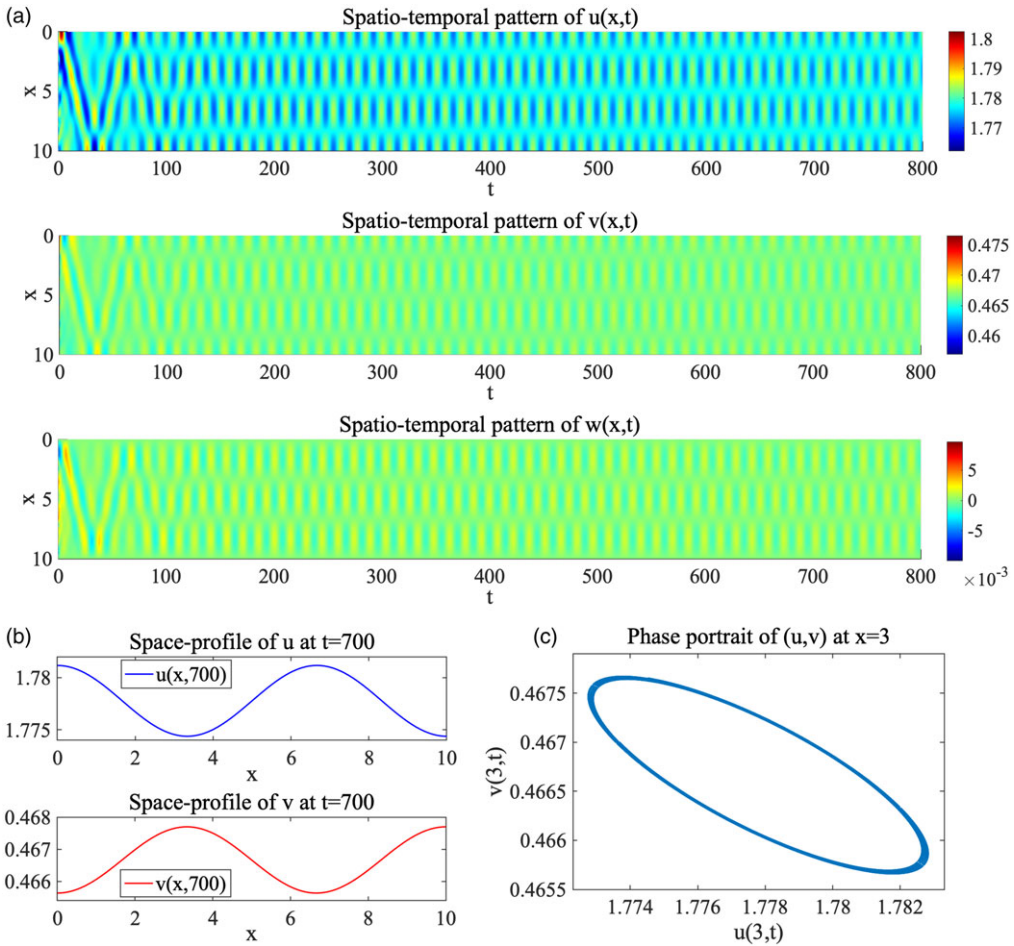 (a)
Spatio-temporal pattern of u(x,t)
0
5
10
x
0 100 200 300 400 500 600 700 800
t
1.8
1.79
1.78
1.77
Spatio-temporal pattern of v(x,t)
0
5
10
x
0 100 200 300 400 500 600 700 800
t
0.475
0.47
0.465
0.46
Spatio-temporal pattern of w(x,t)
0
5
10
x
0 100 200 300 400 500 600 700 800
t
5
0
-5
×10⁻³
(b)
Space-profile of u at t=700
u(x,700)
1.78
1.775
0 2 4 6 8 10
x
Space-profile of v at t=700
0.468
0.467
0.466
v(x,700)
0 2 4 6 8 10
x
(c)
Phase portrait of (u,v) at x=3
0.4675
0.467
0.4665
0.466
0.4655
v(3,t)
1.774 1.776 1.778 1.78 1.782
u(3,t)